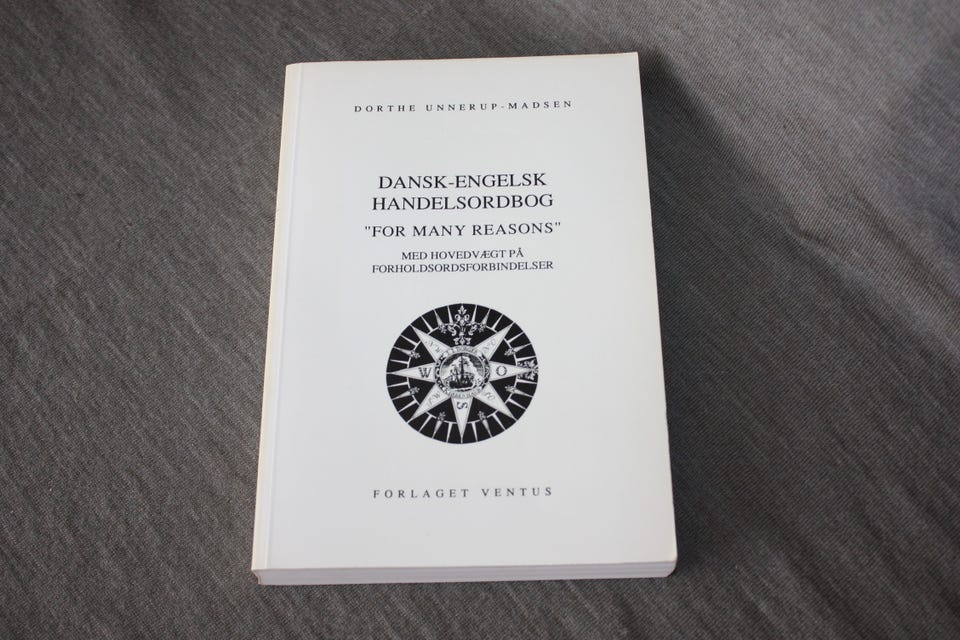 DORTHE UNNERUP-MADSEN
DANSK-ENGELSK
HANDELSORDBOG
"FOR MANY REASONS"
MED HOVEDVÆGT PÅ
FORHOLDSORDSFORBINDELSER
W
O
S
FORLAGET VENTUS